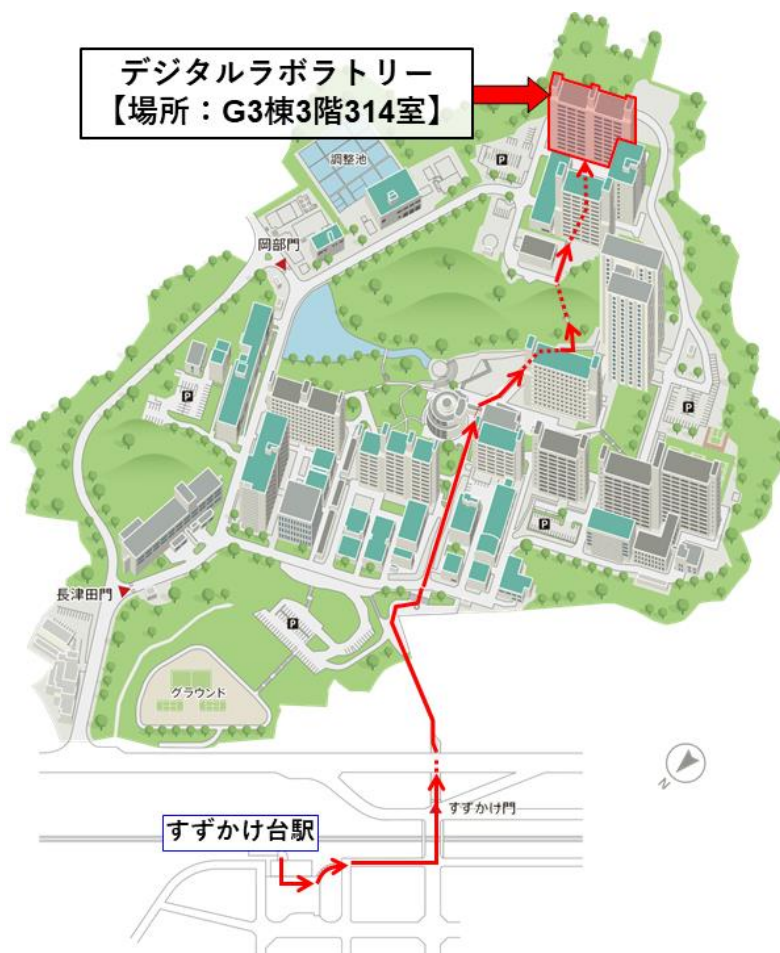 デジタルラボラトリー
【場所：G3棟3階314室】
P
調整池
岡部門
P
P
P
長津田門
P
グラウンド
N
すずかけ門
すずかけ台駅